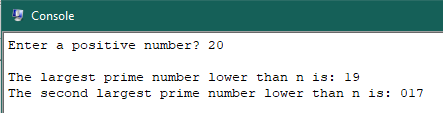 Console
Enter a positive number? 20
The largest prime number lower than n is: 19
The second largest prime number lower than n is: 017